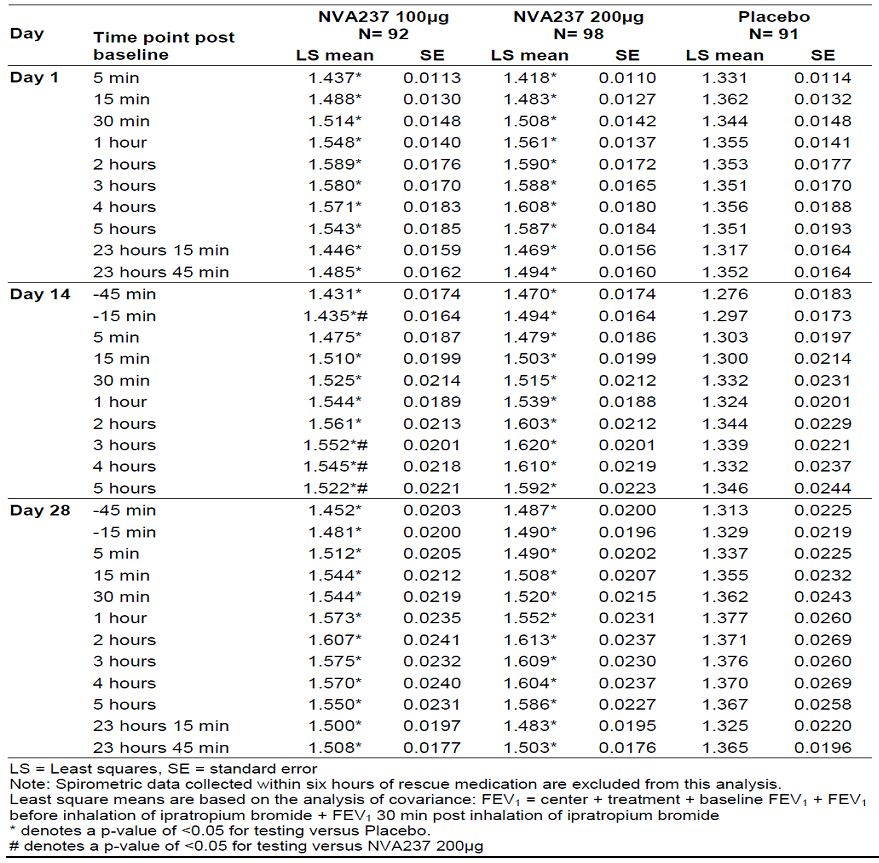 NVA237 100µg NVA237 200µg Placebo
Day Time point post baseline N= 92 N= 98 N= 91
LS mean SE LS mean SE LS mean SE
Day 1 5 min 1.437* 0.0113 1.418* 0.0110 1.331 0.0114
15 min 1.488* 0.0130 1.483* 0.0127 1.362 0.0132
30 min 1.514* 0.0148 1.508* 0.0142 1.344 0.0148
1 hour 1.548* 0.0140 1.561* 0.0137 1.355 0.0141
2 hours 1.589* 0.0176 1.590* 0.0172 1.353 0.0177
3 hours 1.580* 0.0170 1.588* 0.0165 1.351 0.0170
4 hours 1.571* 0.0183 1.608* 0.0180 1.356 0.0188
5 hours 1.543* 0.0185 1.587* 0.0184 1.351 0.0193
23 hours 15 min 1.446* 0.0159 1.469* 0.0156 1.317 0.0164
23 hours 45 min 1.485* 0.0162 1.494* 0.0160 1.352 0.0164
Day 14 -45 min 1.431* 0.0174 1.470* 0.0174 1.276 0.0183
-15 min 1.435*# 0.0164 1.494* 0.0164 1.297 0.0173
5 min 1.475* 0.0187 1.479* 0.0186 1.303 0.0197
15 min 1.510* 0.0199 1.503* 0.0199 1.300 0.0214
30 min 1.525* 0.0214 1.515* 0.0212 1.332 0.0231
1 hour 1.544* 0.0189 1.539* 0.0188 1.324 0.0201
2 hours 1.561* 0.0213 1.603* 0.0212 1.344 0.0229
3 hours 1.552*# 0.0201 1.620* 0.0201 1.339 0.0221
4 hours 1.545*# 0.0218 1.610* 0.0219 1.332 0.0237
5 hours 1.522*# 0.0221 1.592* 0.0223 1.346 0.0244
Day 28 -45 min 1.452* 0.0203 1.487* 0.0200 1.313 0.0225
-15 min 1.481* 0.0200 1.490* 0.0196 1.329 0.0219
5 min 1.512* 0.0205 1.490* 0.0202 1.337 0.0225
15 min 1.544* 0.0212 1.508* 0.0207 1.355 0.0232
30 min 1.544* 0.0219 1.520* 0.0215 1.362 0.0243
1 hour 1.573* 0.0235 1.552* 0.0231 1.377 0.0260
2 hours 1.607* 0.0241 1.613* 0.0237 1.371 0.0269
3 hours 1.575* 0.0232 1.609* 0.0230 1.376 0.0260
4 hours 1.570* 0.0240 1.604* 0.0237 1.370 0.0269
5 hours 1.550* 0.0231 1.586* 0.0227 1.367 0.0258
23 hours 15 min 1.500* 0.0197 1.483* 0.0195 1.325 0.0220
23 hours 45 min 1.508* 0.0177 1.503* 0.0176 1.365 0.0196
LS = Least squares, SE = standard error
Note: Spirometric data collected within six hours of rescue medication are excluded from this analysis.
Least square means are based on the analysis of covariance: FEV₁ = center + treatment + baseline FEV₁ + FEV₁
before inhalation of ipratropium bromide + FEV₁ 30 min post inhalation of ipratropium bromide
* denotes a p-value of <0.05 for testing versus Placebo.
# denotes a p-value of <0.05 for testing versus NVA237 200µg